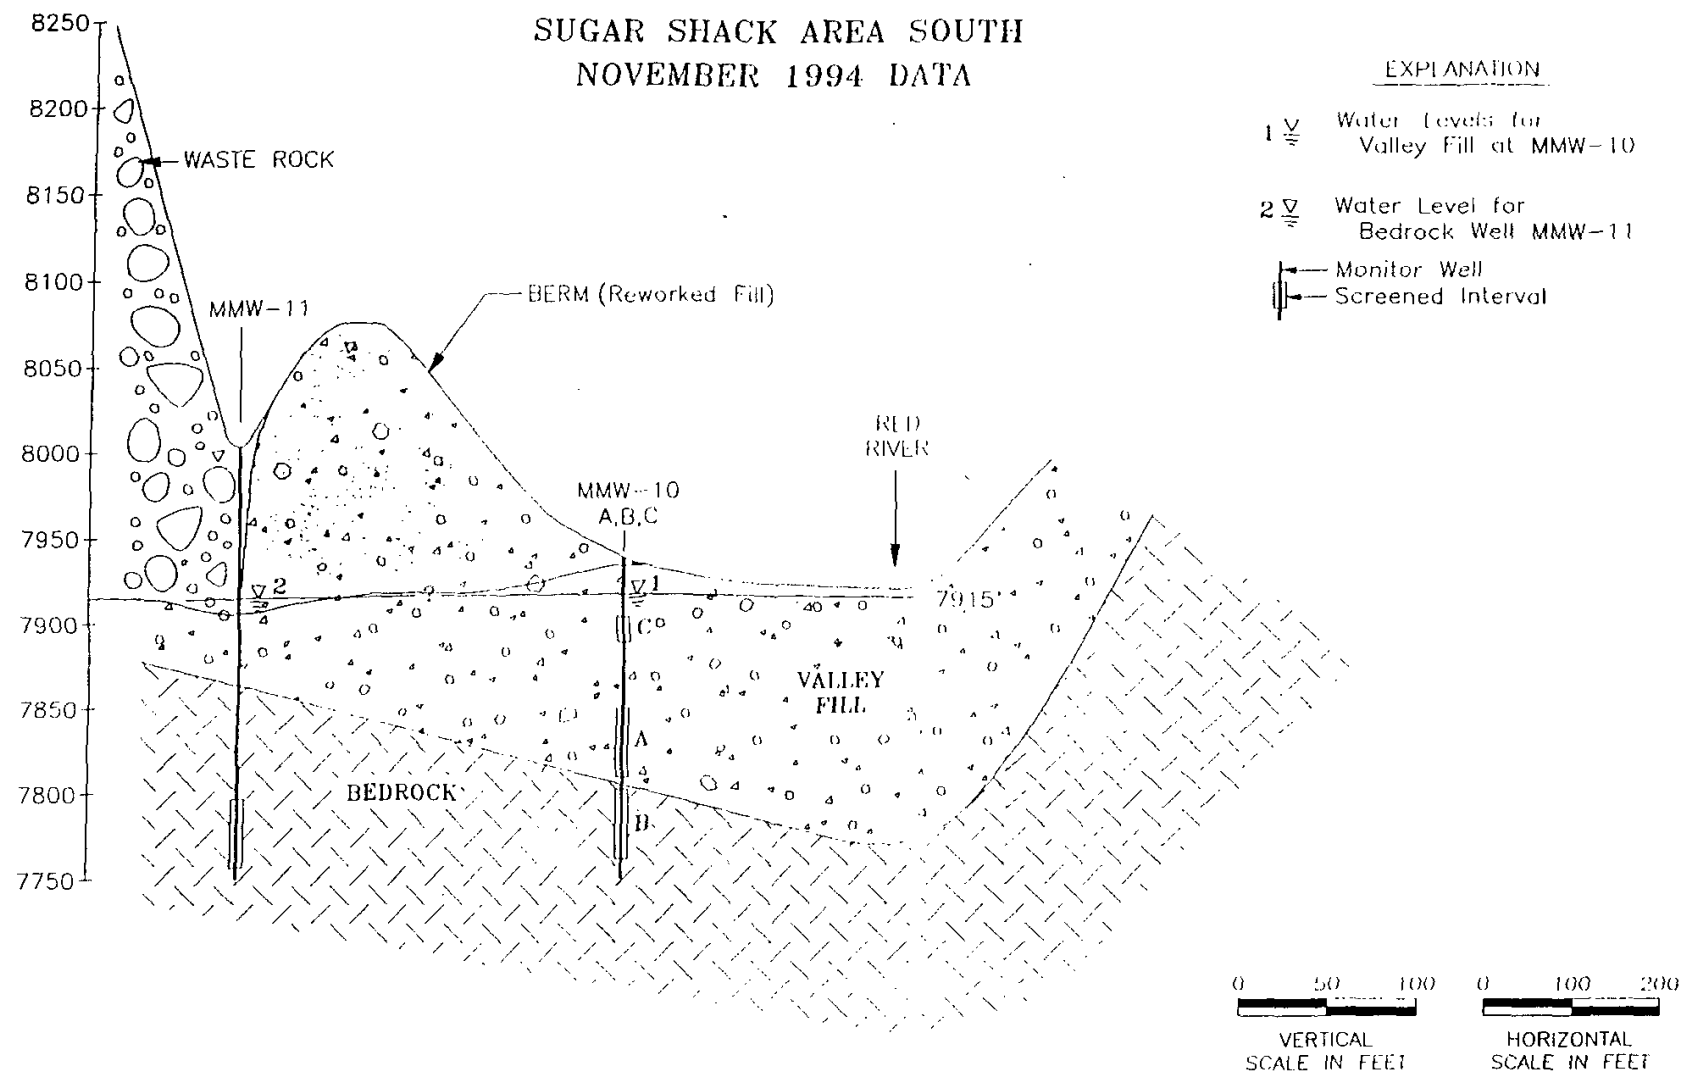 SUGAR SHACK AREA SOUTH
NOVEMBER 1994 DATA
EXPLANATION
1 Water Levels for
Valley Fill at MMW-10
2 Water Level for
Bedrock Well MMW-11
Monitor Well
Screened Interval
8250
8200
8150
8100
8050
8000
7950
7900
7850
7800
7750
WASTE ROCK
MMW-11
BERM (Reworked Fill)
RED
RIVER
MMW-10
A,B,C
2
1
7915'
C
VALLEY
FILL
A
BEDROCK
B
0 50 100
VERTICAL
SCALE IN FEET
0 100 200
HORIZONTAL
SCALE IN FEET